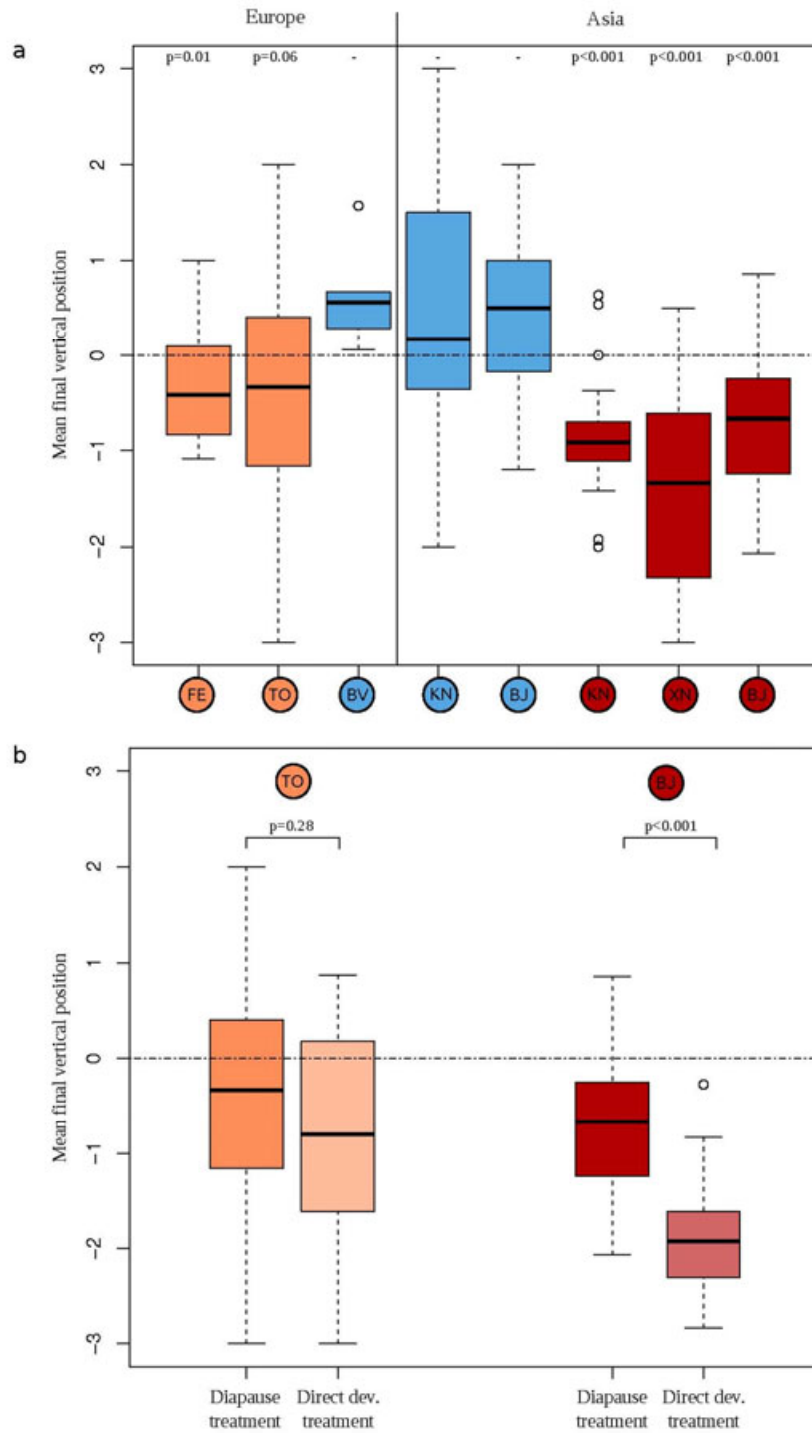 Europe Asia
a
p=0.01 p=0.06 - - - p<0.001 p<0.001 p<0.001
3
2
1
0
-1
-2
-3
Mean final vertical position
FE TO BV KN BJ KN XN BJ
b
TO BJ
p=0.28 p<0.001
3
2
1
0
-1
-2
-3
Mean final vertical position
Diapause Direct dev. Diapause Direct dev.
treatment treatment treatment treatment